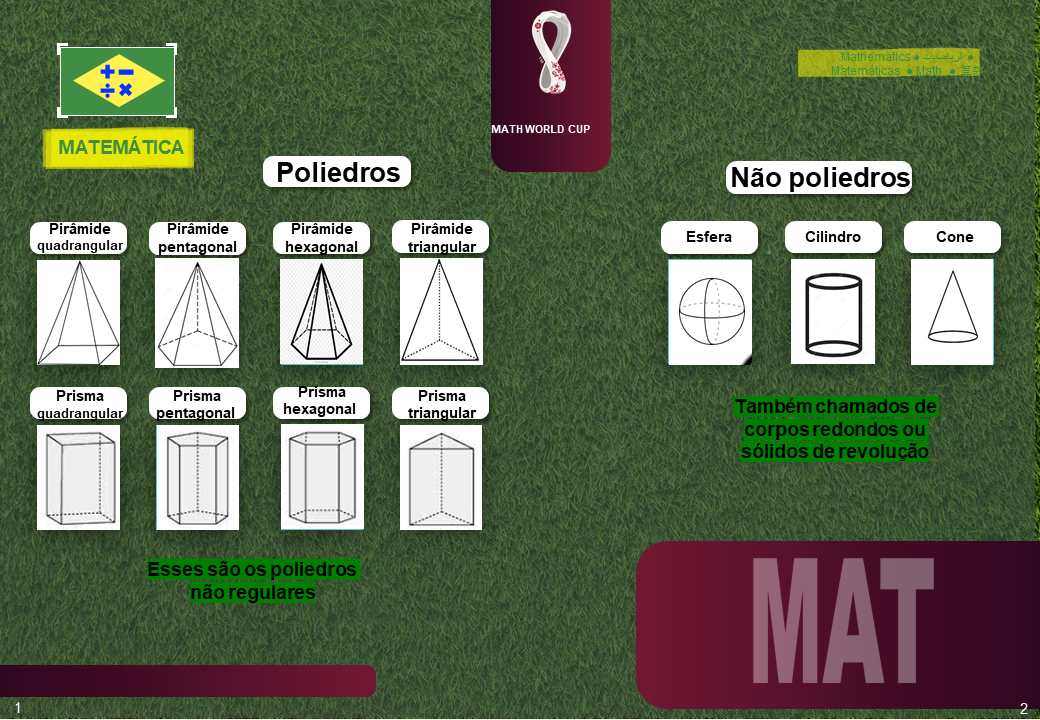 MATEMÁTICA
MATH WORLD CUP
Mathematics ● الرياضيات ●
Matemáticas ● Math ●
Poliedros
Pirâmide
quadrangular
Pirâmide
pentagonal
Pirâmide
hexagonal
Pirâmide
triangular
Prisma
quadrangular
Prisma
pentagonal
Prisma
hexagonal
Prisma
triangular
Esses são os poliedros
não regulares
1
Não poliedros
Esfera
Cilindro
Cone
Também chamados de
corpos redondos ou
sólidos de revolução
MAT
2